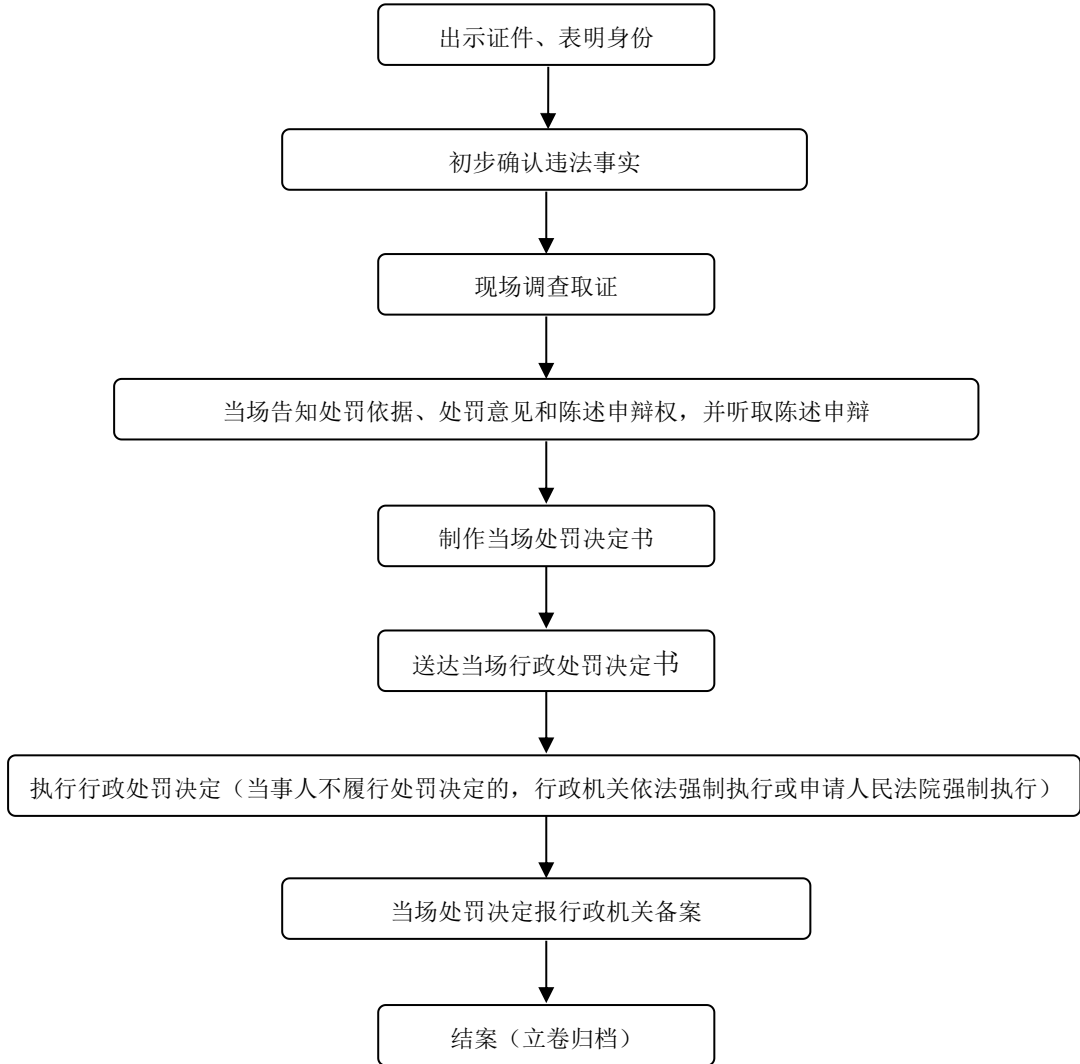 出示证件、表明身份
初步确认违法事实
现场调查取证
当场告知处罚依据、处罚意见和陈述申辩权，并听取陈述申辩
制作当场处罚决定书
送达当场行政处罚决定书
执行行政处罚决定（当事人不履行处罚决定的，行政机关依法强制执行或申请人民法院强制执行）
当场处罚决定报行政机关备案
结案（立卷归档）